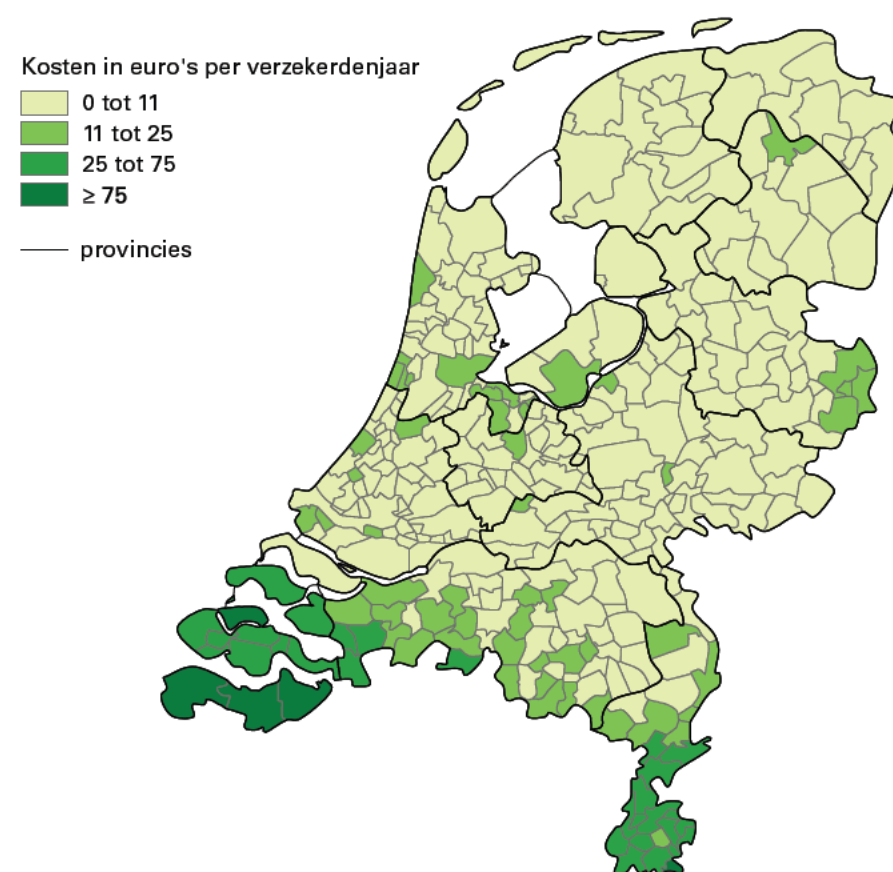 Kosten in euro's per verzekerdenjaar
0 tot 11
11 tot 25
25 tot 75
≥ 75
provincies